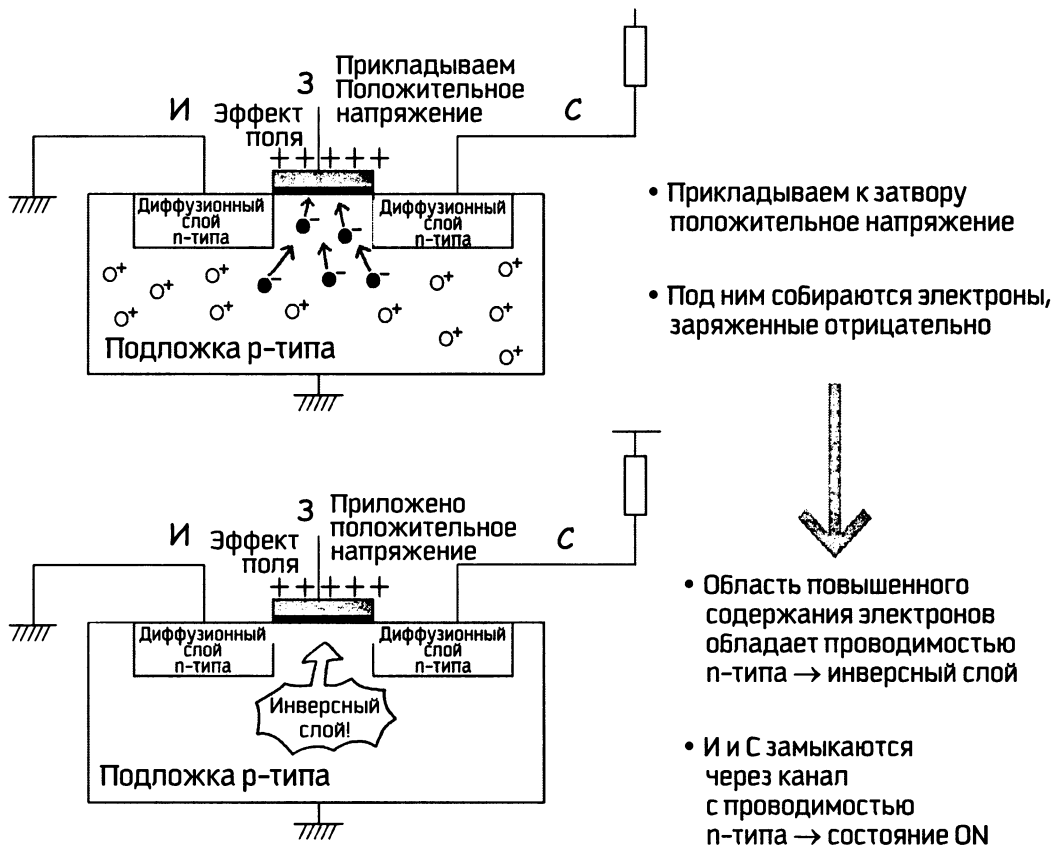 З
Прикладываем
Положительное
напряжение
И
Эффект
поля
С
+ + + + +
Диффузионный
слой
n-типа
Диффузионный
слой
n-типа
−
−
−
−
−
O+
O+
O+
O+
O+
O+
O+
O+
O+
O+
O+
O+
Подложка p-типа
• Прикладываем к затвору
положительное напряжение
• Под ним собираются электроны,
заряженные отрицательно
З
Приложено
положительное
напряжение
И
Эффект
поля
С
+ + + + +
Диффузионный
слой
n-типа
Диффузионный
слой
n-типа
Инверсный
слой!
Подложка p-типа
• Область повышенного
содержания электронов
обладает проводимостью
n-типа → инверсный слой
• И и С замыкаются
через канал
с проводимостью
n-типа → состояние ON